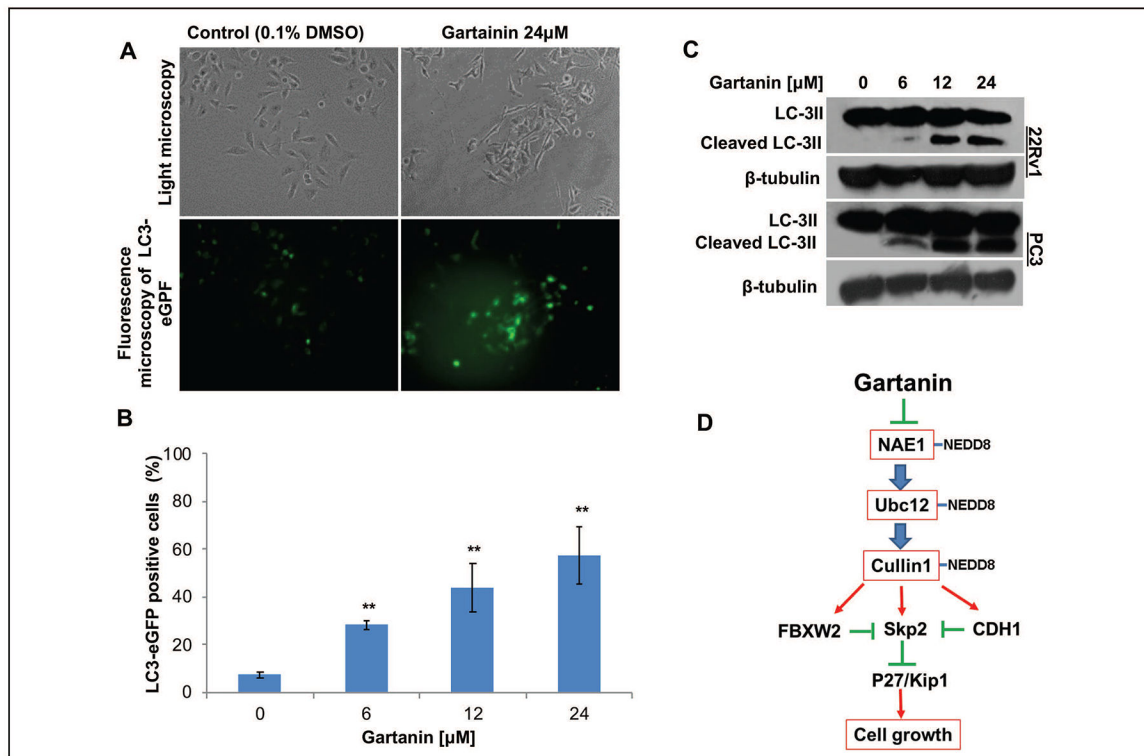 A
Control (0.1% DMSO)
Gartainin 24µM
Light microscopy
Fluorescence
microscopy of LC3-
eGPF
B
LC3-eGFP positive cells (%)
100
80
60
40
20
0
**
**
**
0
6
12
24
Gartanin [µM]
C
Gartanin [µM] 0 6 12 24
LC-3II
Cleaved LC-3II
β-tubulin
22Rv1
LC-3II
Cleaved LC-3II
β-tubulin
PC3
D
Gartanin
NAE1 NEDD8
Ubc12 NEDD8
Cullin1 NEDD8
FBXW2 Skp2 CDH1
P27/Kip1
Cell growth